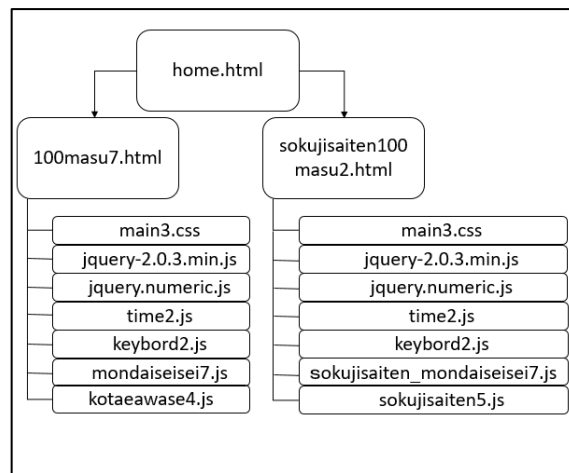 home.html
100masu7.html
sokujisaiten100
masu2.html
main3.css
jquery-2.0.3.min.js
jquery.numeric.js
time2.js
keybord2.js
mondaiseisei7.js
kotaeawase4.js
main3.css
jquery-2.0.3.min.js
jquery.numeric.js
time2.js
keybord2.js
sokujisaiten_mondaiseisei7.js
sokujisaiten5.js